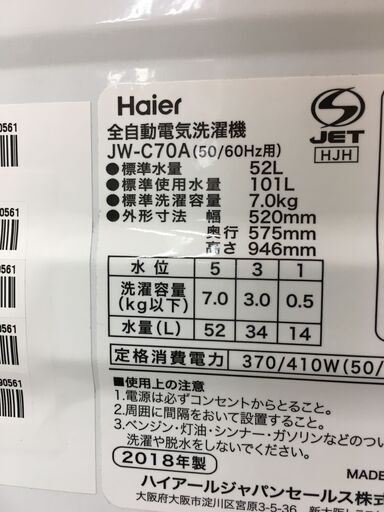 Haier
全自動電気洗濯機
JW-C70A(50/60Hz用)
●標準水量 52L
●標準使用水量 101L
●標準洗濯容量 7.0kg
●外形寸法 幅 520mm
奥行 575mm
高さ 946mm
S
JET
HJH
水位 5 3 1
洗濯容量(kg以下) 7.0 3.0 0.5
水量(L) 52 34 14
定格消費電力 370/410W(50/
■使用上の注意
1.電源は必ずコンセントからとること。
2.周囲に間隔をおいて設置すること。
3.ベンジン・灯油・シンナー・ガソリンなどのつい
洗濯や脱水をしないこと。
2018年製
MADE
ハイアールジャパンセールス株式
大阪府大阪市淀川区宮原3-5-36
0561
0561
0561
0561
0561
90561